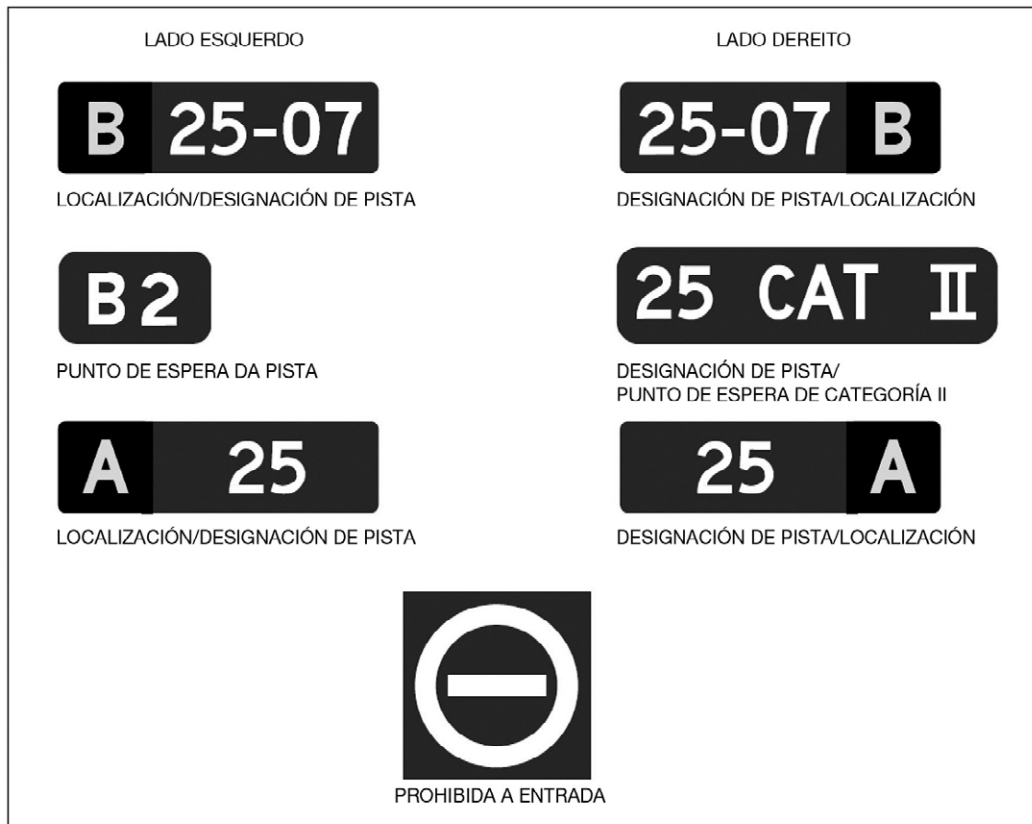 LADO ESQUERDO
LADO DEREITO
B 25-07
25-07 B
LOCALIZACIÓN/DESIGNACIÓN DE PISTA
DESIGNACIÓN DE PISTA/LOCALIZACIÓN
B2
25 CAT II
PUNTO DE ESPERA DA PISTA
DESIGNACIÓN DE PISTA/
PUNTO DE ESPERA DE CATEGORÍA II
A 25
25 A
LOCALIZACIÓN/DESIGNACIÓN DE PISTA
DESIGNACIÓN DE PISTA/LOCALIZACIÓN
PROHIBIDA A ENTRADA